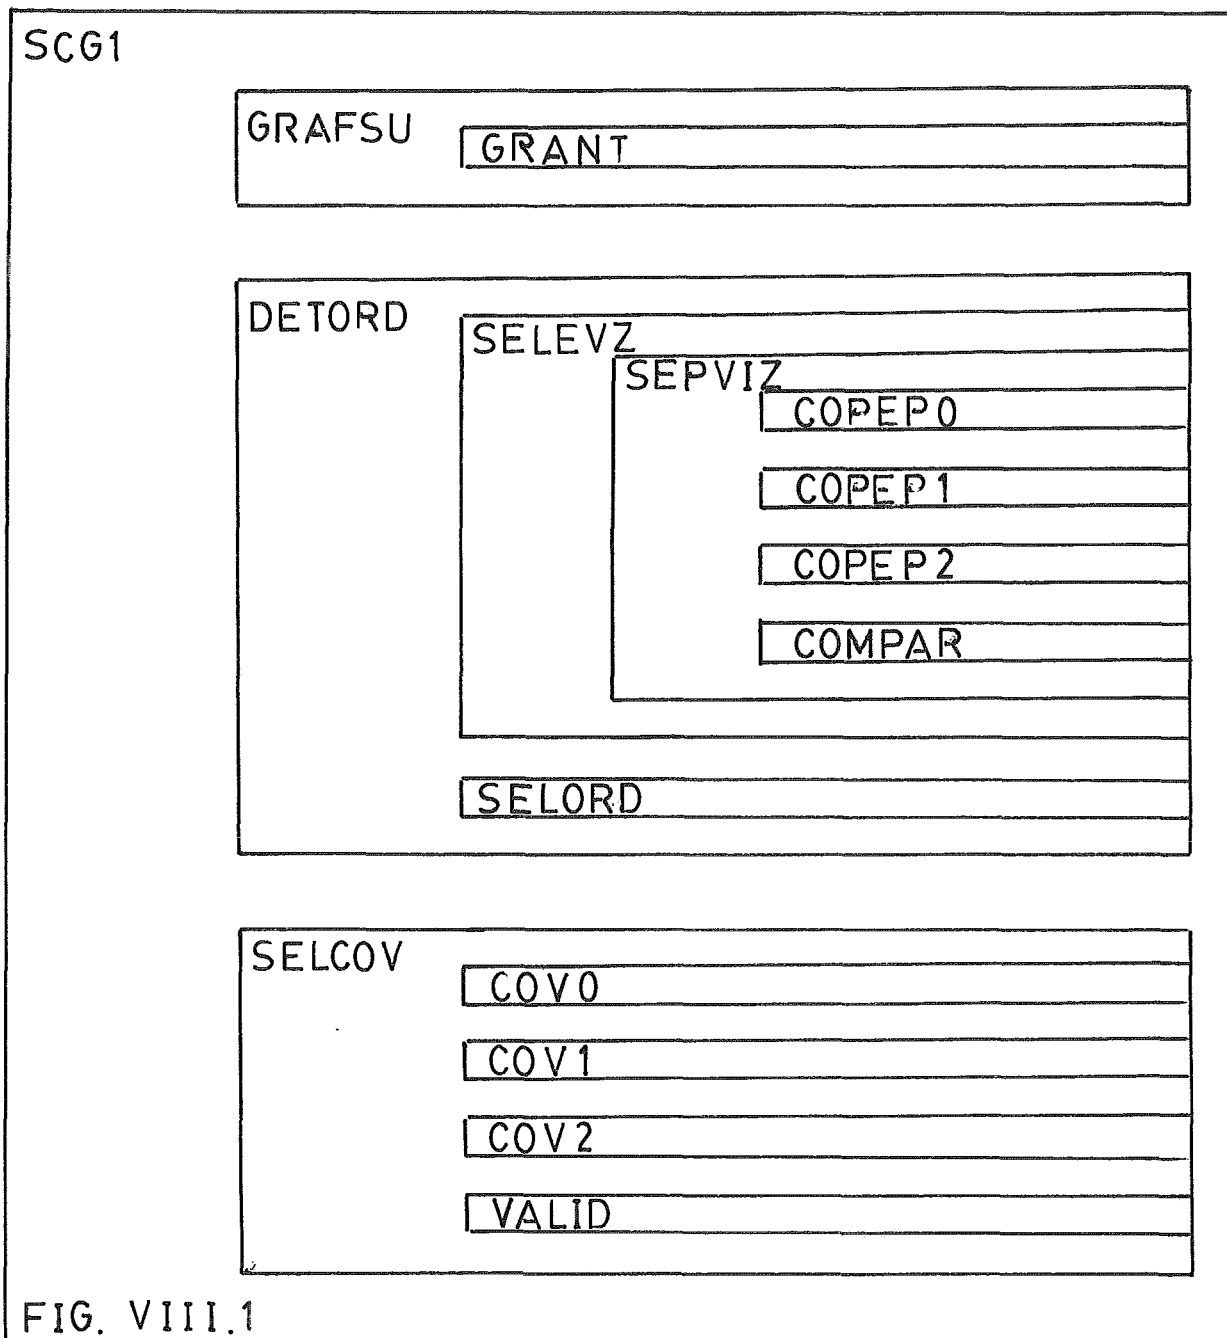 SCG1
GRAFSU
GRANT
DETORD
SELEVZ
SEPVIZ
COPEP0
COPEP1
COPEP2
COMPAR
SELORD
SELCOV
COV0
COV1
COV2
VALID
FIG. VIII.1